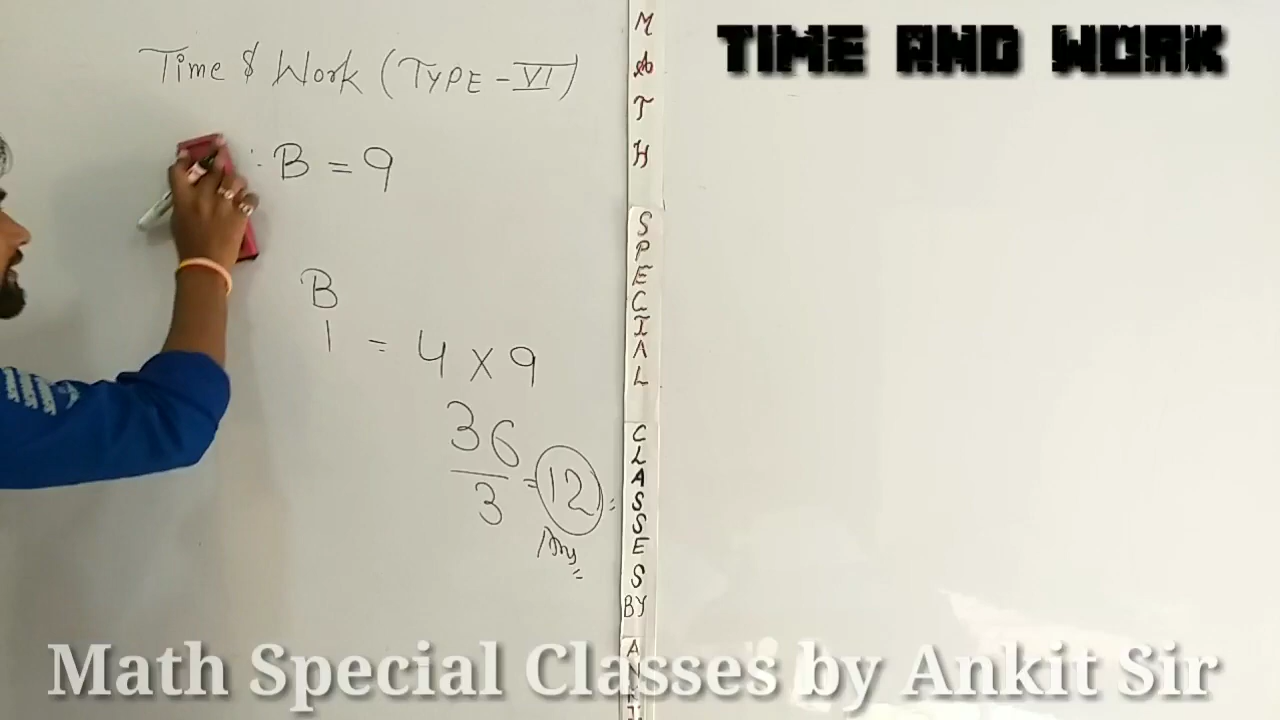 Time & Work (TYPE - VI)
∴ B = 9
B
1 = 4 × 9
36
3
= 12
Ans
MATH SPECIAL CLASSES BY
TIME AND WORK
Math Special Classes by Ankit Sir